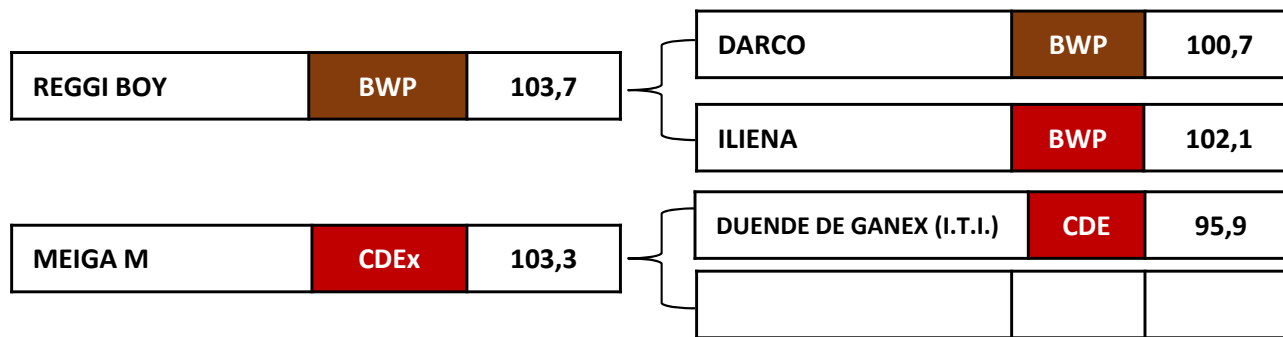 DARCO BWP 100,7
REGGI BOY BWP 103,7
ILIENA BWP 102,1
DUENDE DE GANEX (I.T.I.) CDE 95,9
MEIGA M CDEx 103,3